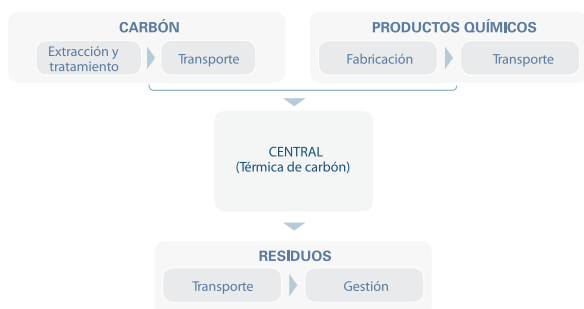 CARBÓN
Extracción y
tratamiento
Transporte
PRODUCTOS QUÍMICOS
Fabricación
Transporte
CENTRAL
(Térmica de carbón)
RESIDUOS
Transporte
Gestión